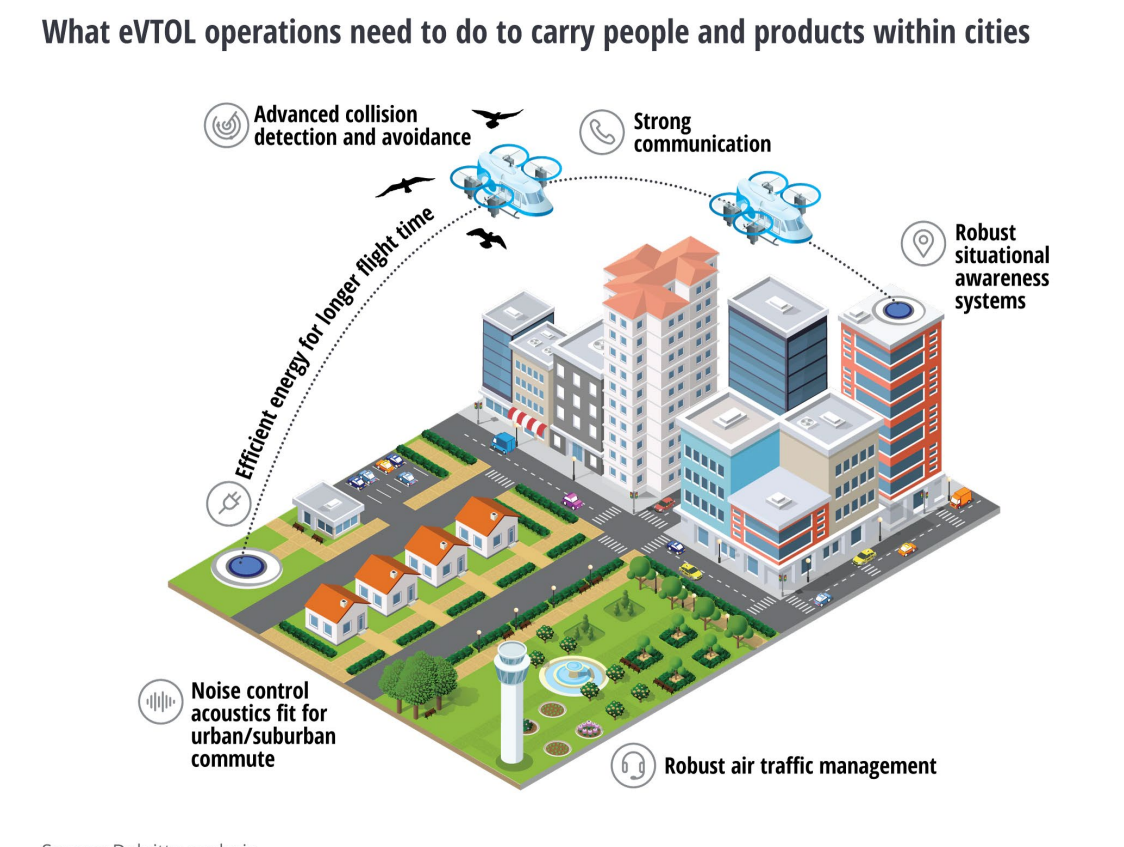 What eVTOL operations need to do to carry people and products within cities
Advanced collision
detection and avoidance
Strong
communication
Robust
situational
awareness
systems
Efficient energy for longer flight time
Noise control
acoustics fit for
urban/suburban
commute
Robust air traffic management